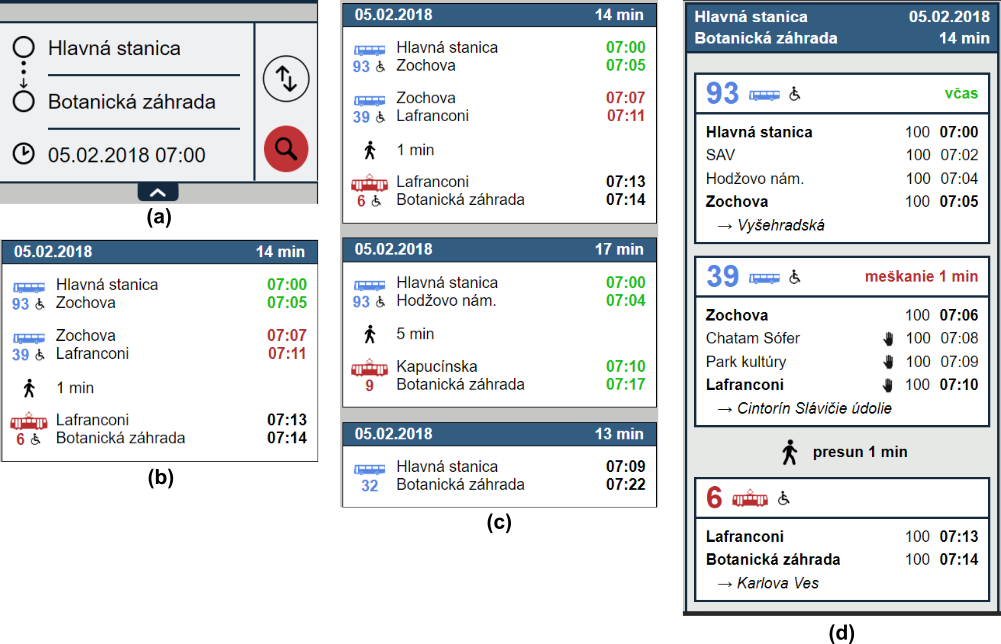 Hlavná stanica
Botanická záhrada
05.02.2018 07:00
(a)
05.02.2018 14 min
Hlavná stanica 07:00
93 Zochova 07:05
Zochova 07:07
39 Lafranconi 07:11
1 min
Lafranconi 07:13
6 Botanická záhrada 07:14
(b)
05.02.2018 14 min
Hlavná stanica 07:00
93 Zochova 07:05
Zochova 07:07
39 Lafranconi 07:11
1 min
Lafranconi 07:13
6 Botanická záhrada 07:14
05.02.2018 17 min
Hlavná stanica 07:00
93 Hodžovo nám. 07:04
5 min
Kapucínska 07:10
9 Botanická záhrada 07:17
05.02.2018 13 min
Hlavná stanica 07:09
32 Botanická záhrada 07:22
(c)
Hlavná stanica 05.02.2018
Botanická záhrada 14 min
93 včas
Hlavná stanica 100 07:00
SAV 100 07:02
Hodžovo nám. 100 07:04
Zochova 100 07:05
→ Vyšehradská
39 meškanie 1 min
Zochova 100 07:06
Chatam Sófer 100 07:08
Park kultúry 100 07:09
Lafranconi 100 07:10
→ Cintorín Slávičie údolie
presun 1 min
6
Lafranconi 100 07:13
Botanická záhrada 100 07:14
→ Karlova Ves
(d)